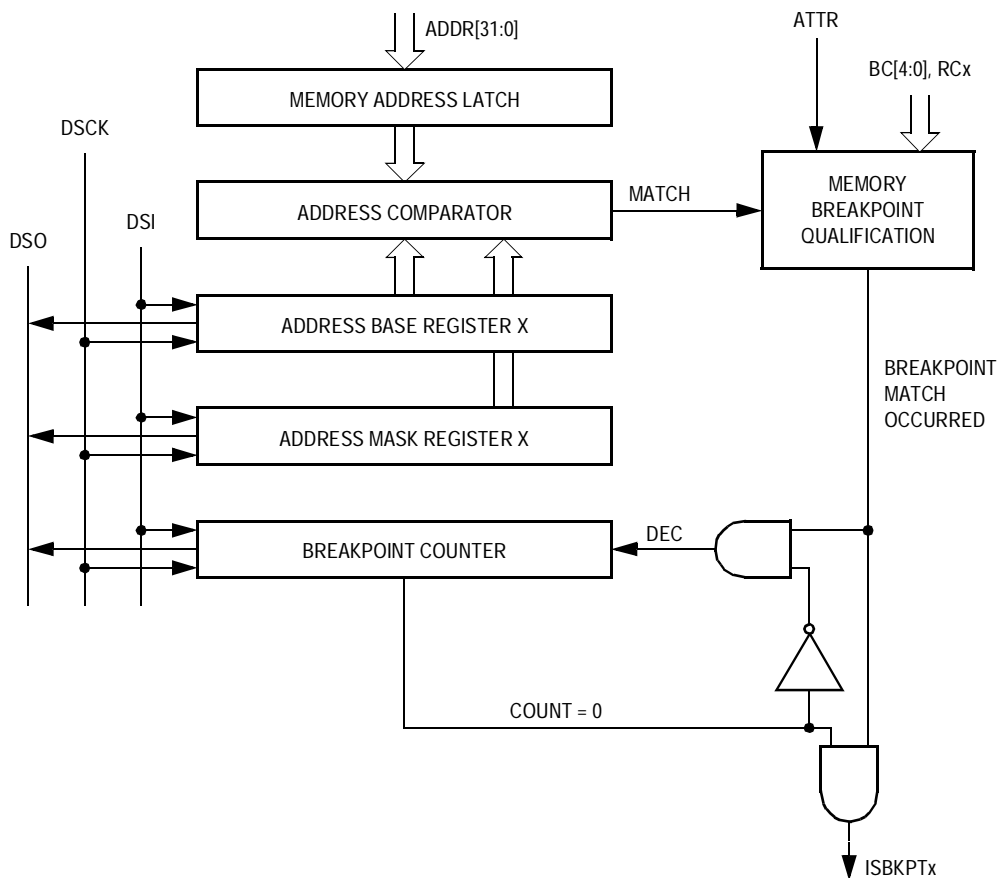 ADDR[31:0]
ATTR
BC[4:0], RCx
MEMORY ADDRESS LATCH
DSCK
MEMORY
BREAKPOINT
QUALIFICATION
MATCH
ADDRESS COMPARATOR
DSI
DSO
ADDRESS BASE REGISTER X
BREAKPOINT
MATCH
OCCURRED
ADDRESS MASK REGISTER X
DEC
BREAKPOINT COUNTER
COUNT = 0
ISBKPTx